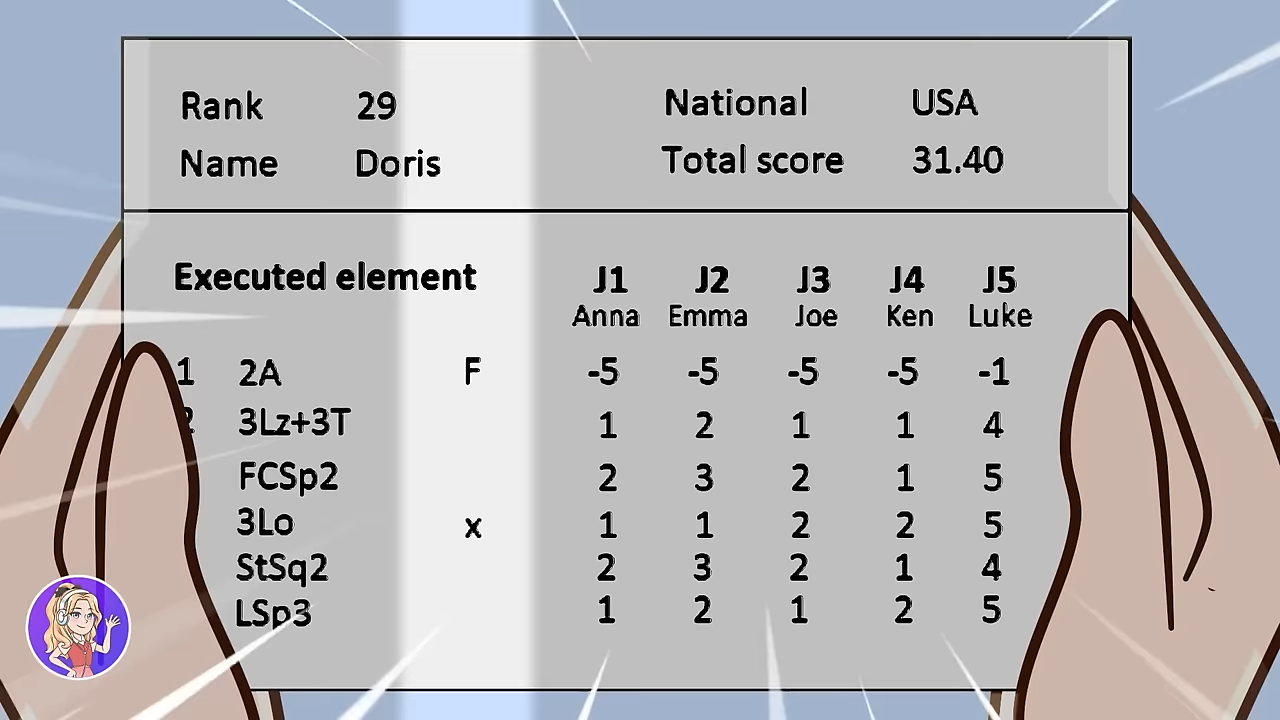 Rank 29 National USA
Name Doris Total score 31.40
Executed element J1 J2 J3 J4 J5
Anna Emma Joe Ken Luke
1 2A F -5 -5 -5 -5 -1
2 3Lz+3T 1 2 1 1 4
FCSp2 2 3 2 1 5
3Lo x 1 1 2 2 5
StSq2 2 3 2 1 4
LSp3 1 2 1 2 5